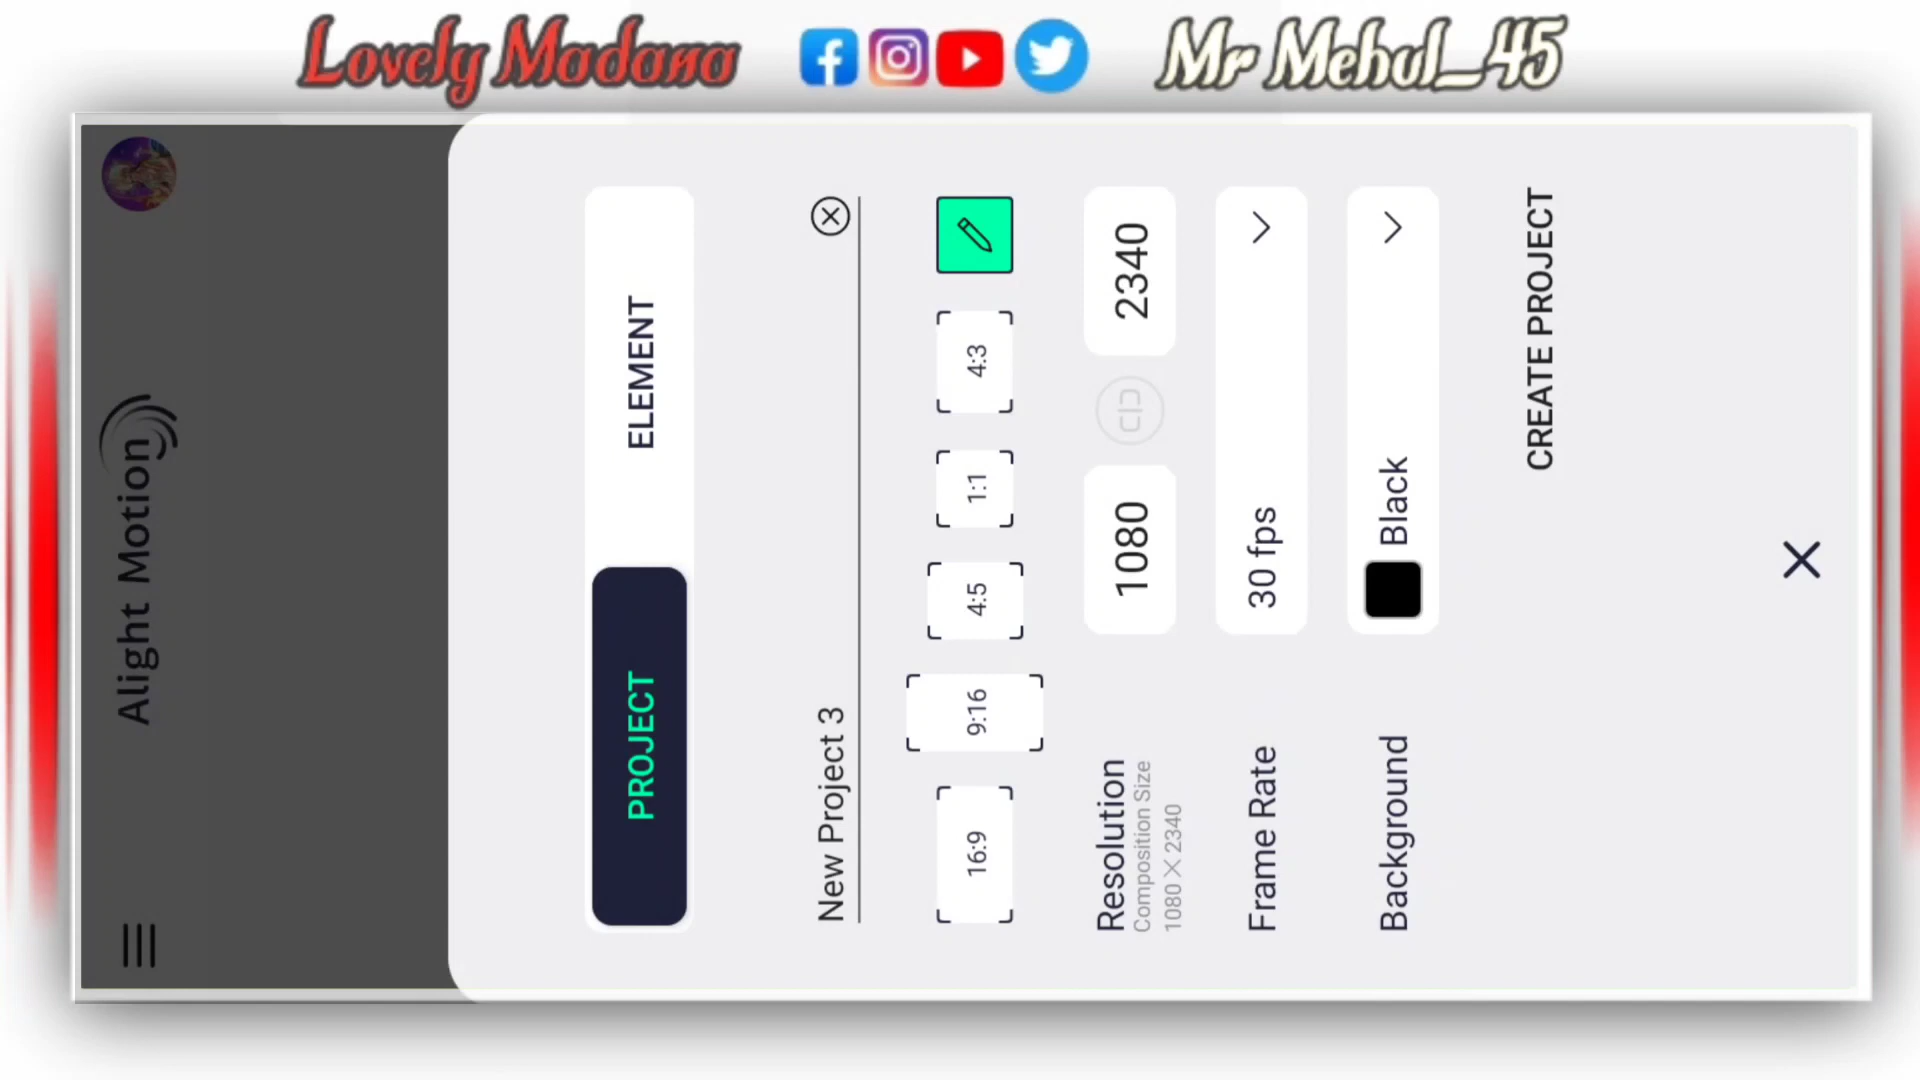 Lovely Madana
Mr Mehul_45
Alight Motion
PROJECT
ELEMENT
New Project 3
16:9
9:16
4:5
1:1
4:3
Resolution
Composition Size
1080 X 2340
1080
2340
Frame Rate
30 fps
Background
Black
CREATE PROJECT